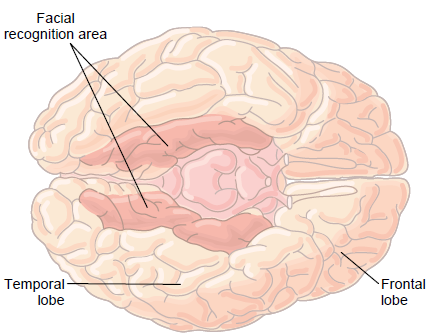 Facial
recognition area
Temporal
lobe
Frontal
lobe